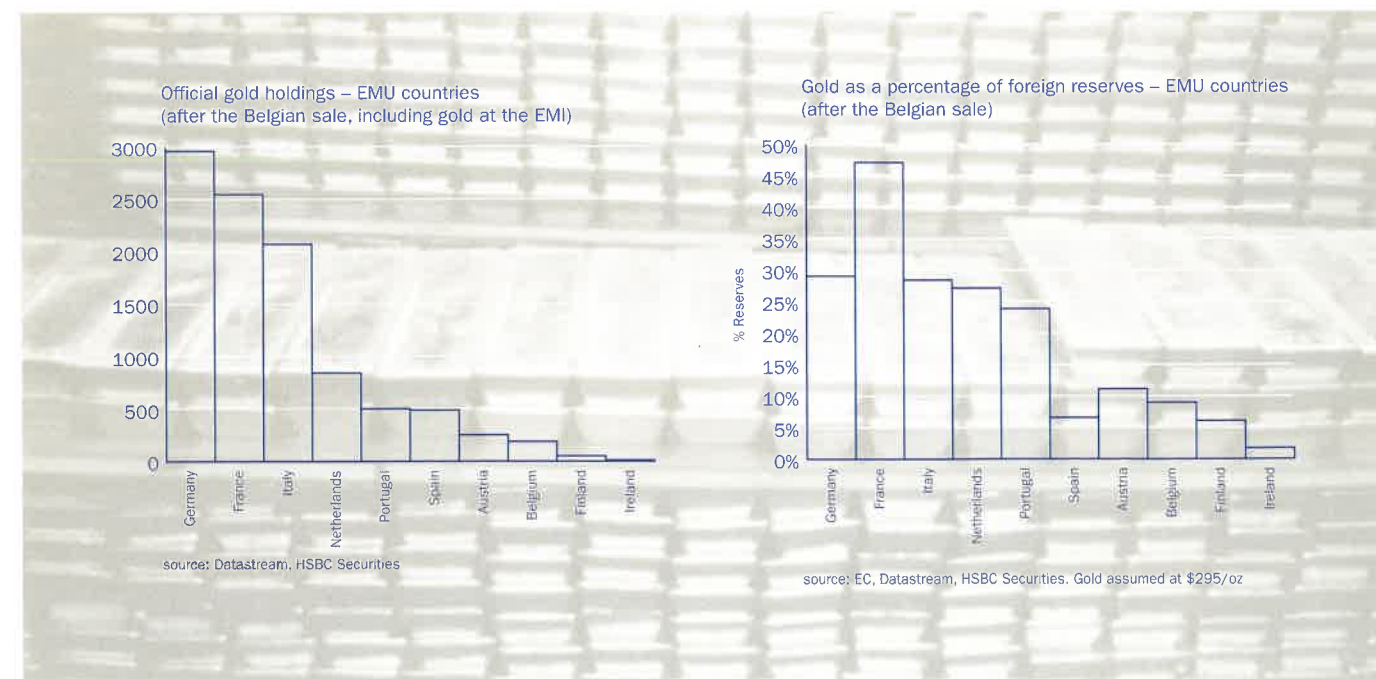 Official gold holdings – EMU countries
(after the Belgian sale, including gold at the EMI)
3000
2500
2000
1500
1000
500
0
Germany
France
Italy
Netherlands
Portugal
Spain
Austria
Belgium
Finland
Ireland
source: Datastream, HSBC Securities
Gold as a percentage of foreign reserves – EMU countries
(after the Belgian sale)
% Reserves
50%
45%
40%
35%
30%
25%
20%
15%
10%
5%
0%
Germany
France
Italy
Netherlands
Portugal
Spain
Austria
Belgium
Finland
Ireland
source: EC, Datastream, HSBC Securities. Gold assumed at $295/oz